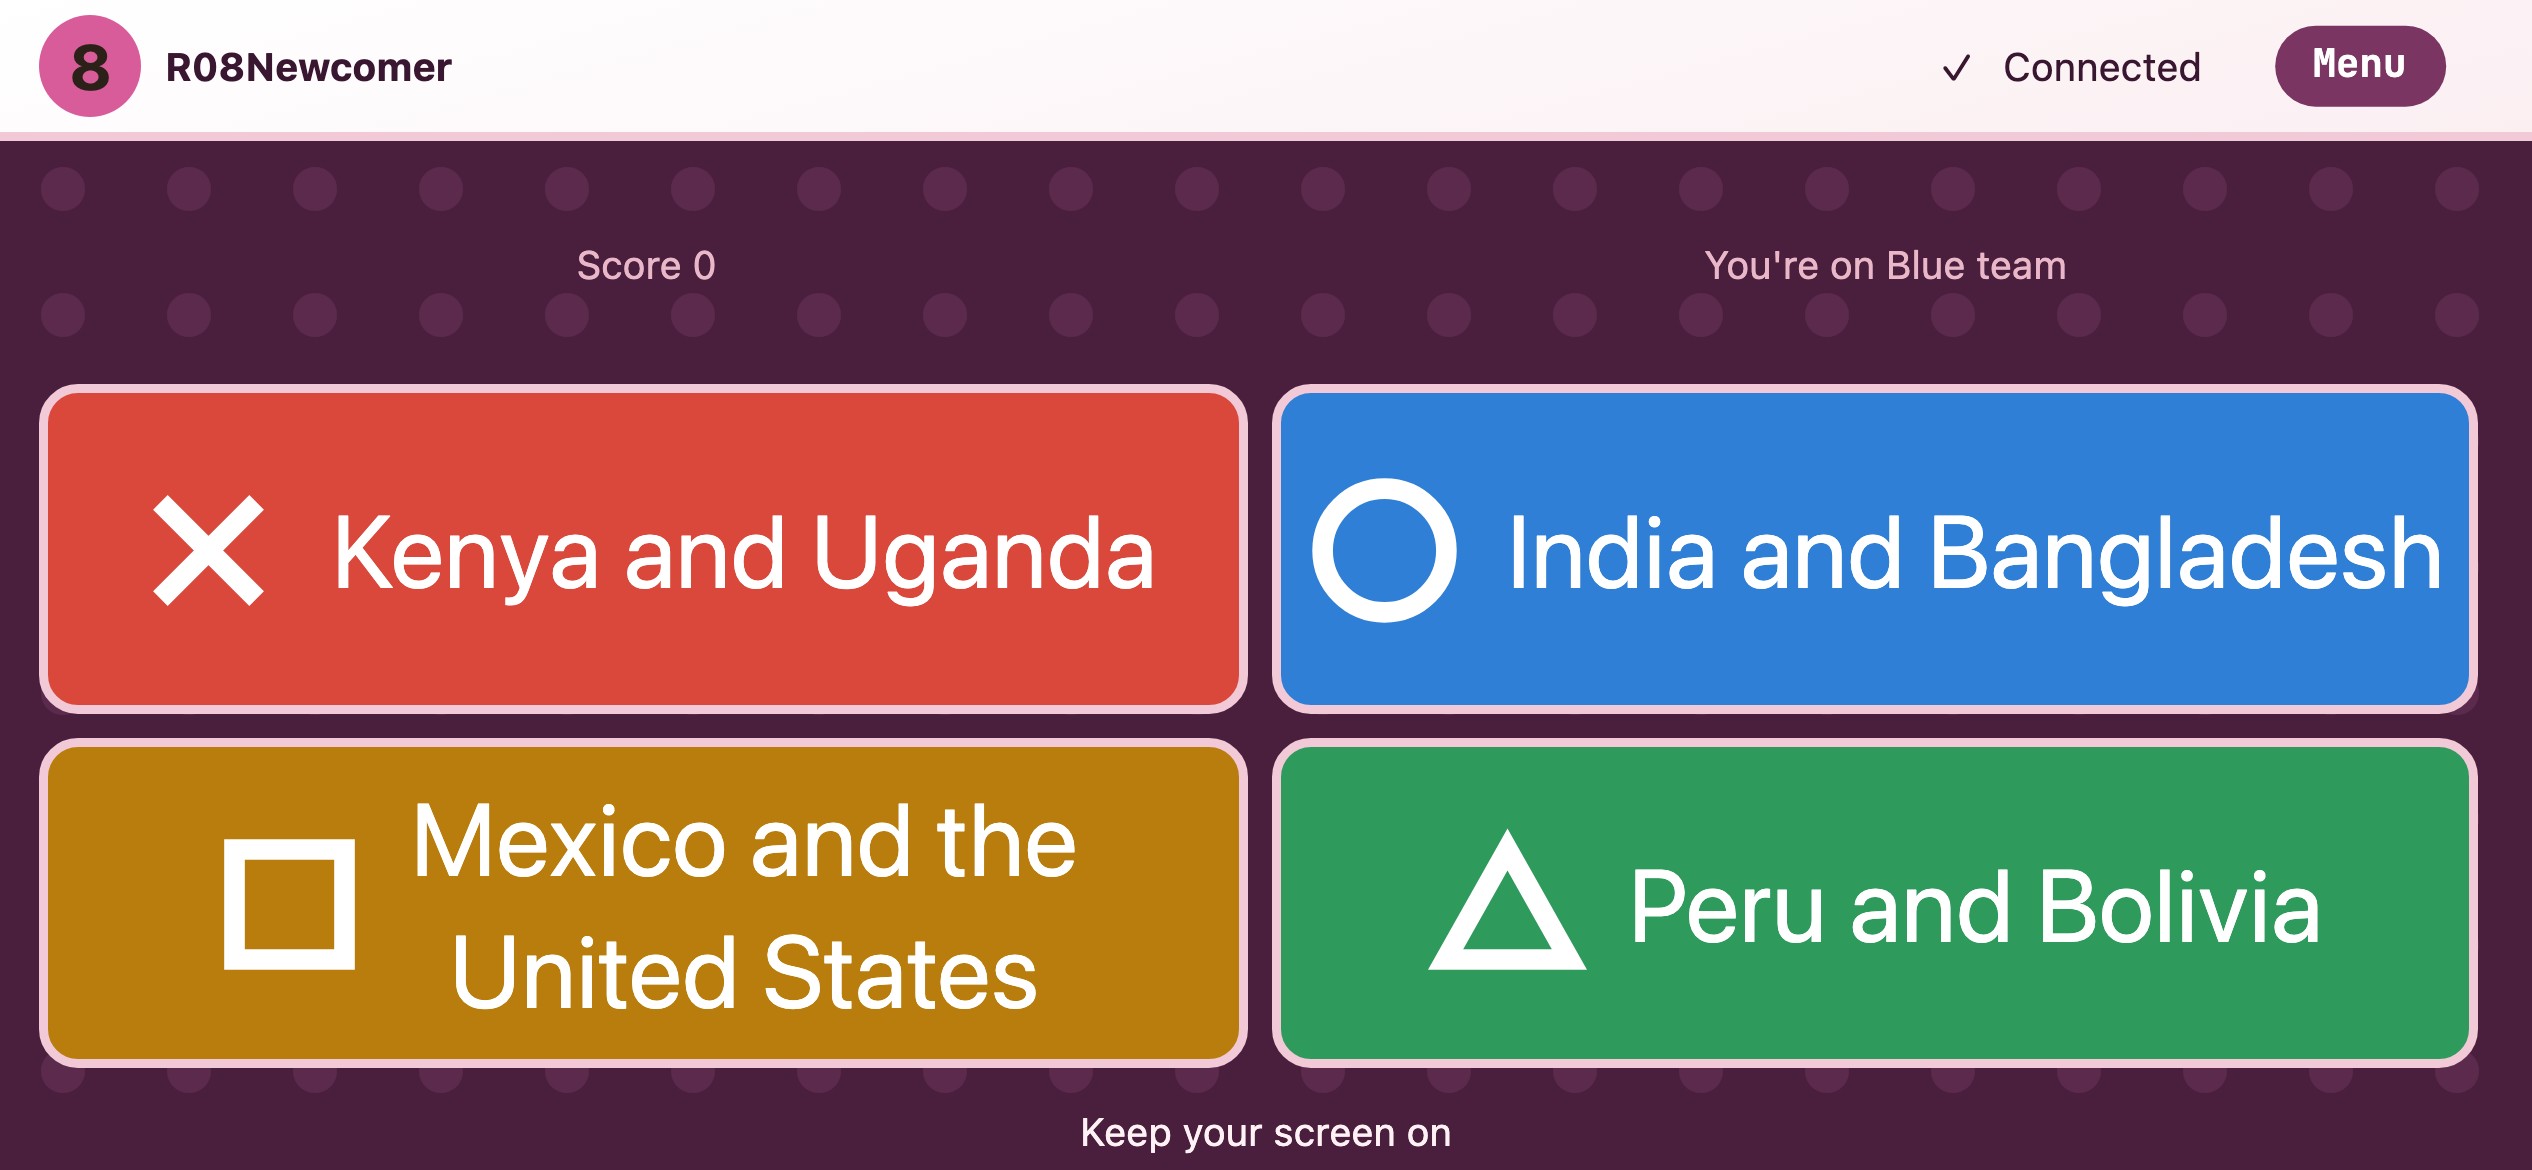 8 R08Newcomer
✓ Connected
Menu
Score 0
You're on Blue team
Kenya and Uganda
India and Bangladesh
Mexico and the
United States
Peru and Bolivia
Keep your screen on